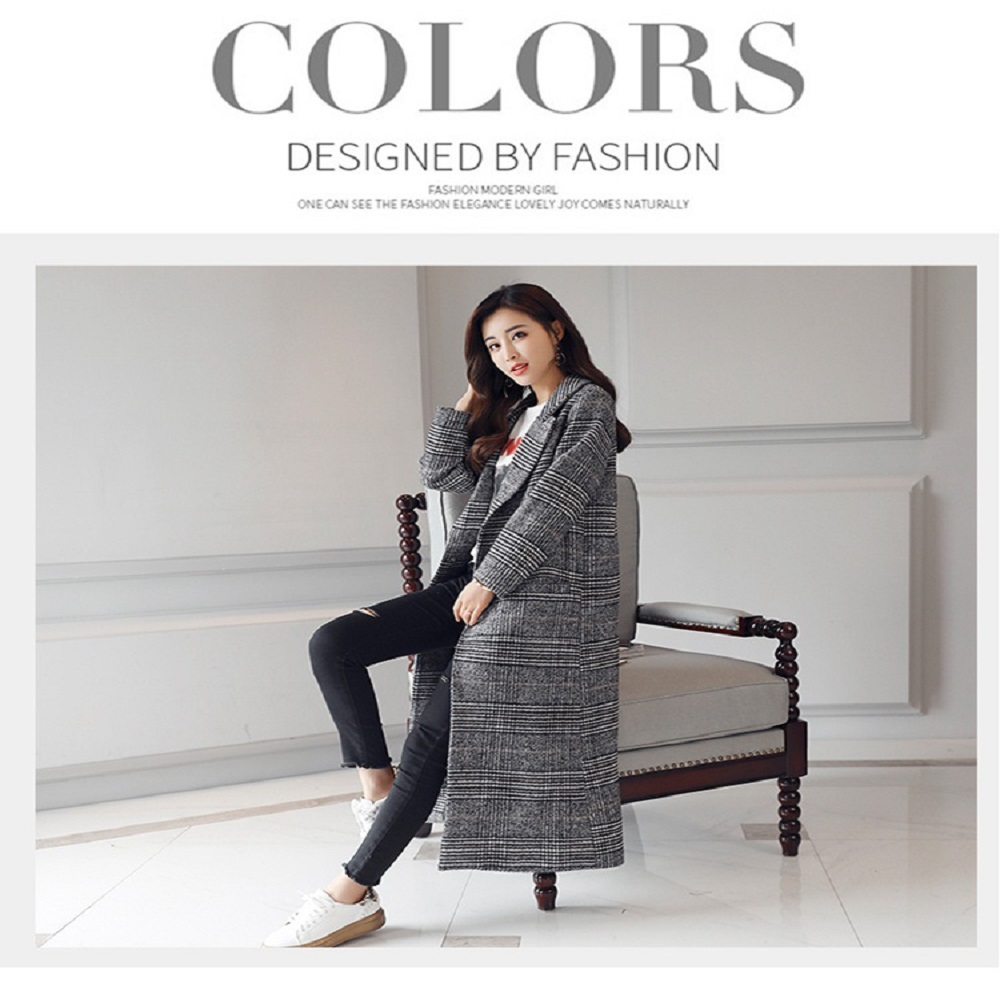 COLORS
DESIGNED BY FASHION
FASHION MODERN GIRL
ONE CAN SEE THE FASHION ELEGANCE LOVELY JOY COMES NATURALLY